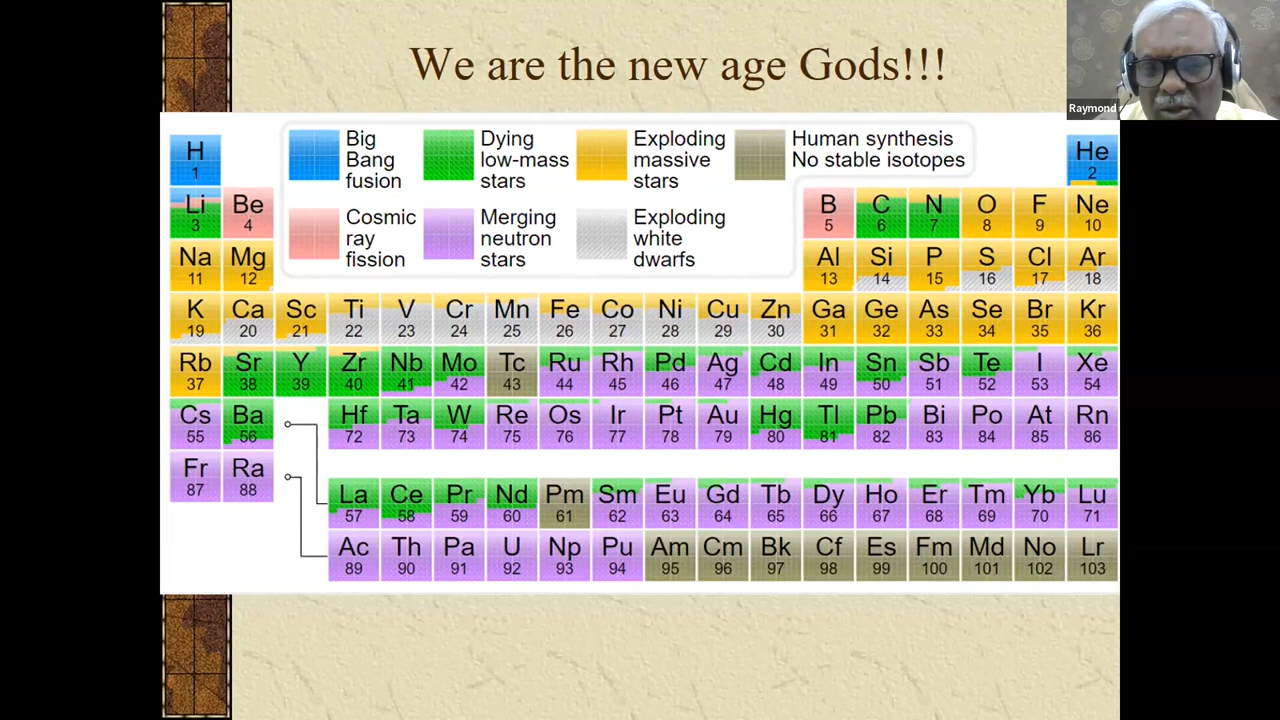 We are the new age Gods!!!
Raymond
Big
Bang
fusion
Dying
low-mass
stars
Exploding
massive
stars
Human synthesis
No stable isotopes
Cosmic
ray
fission
Merging
neutron
stars
Exploding
white
dwarfs
H He
1 2
Li Be B C N O F Ne
3 4 5 6 7 8 9 10
Na Mg Al Si P S Cl Ar
11 12 13 14 15 16 17 18
K Ca Sc Ti V Cr Mn Fe Co Ni Cu Zn Ga Ge As Se Br Kr
19 20 21 22 23 24 25 26 27 28 29 30 31 32 33 34 35 36
Rb Sr Y Zr Nb Mo Tc Ru Rh Pd Ag Cd In Sn Sb Te I Xe
37 38 39 40 41 42 43 44 45 46 47 48 49 50 51 52 53 54
Cs Ba Hf Ta W Re Os Ir Pt Au Hg Tl Pb Bi Po At Rn
55 56 72 73 74 75 76 77 78 79 80 81 82 83 84 85 86
Fr Ra
87 88
La Ce Pr Nd Pm Sm Eu Gd Tb Dy Ho Er Tm Yb Lu
57 58 59 60 61 62 63 64 65 66 67 68 69 70 71
Ac Th Pa U Np Pu Am Cm Bk Cf Es Fm Md No Lr
89 90 91 92 93 94 95 96 97 98 99 100 101 102 103